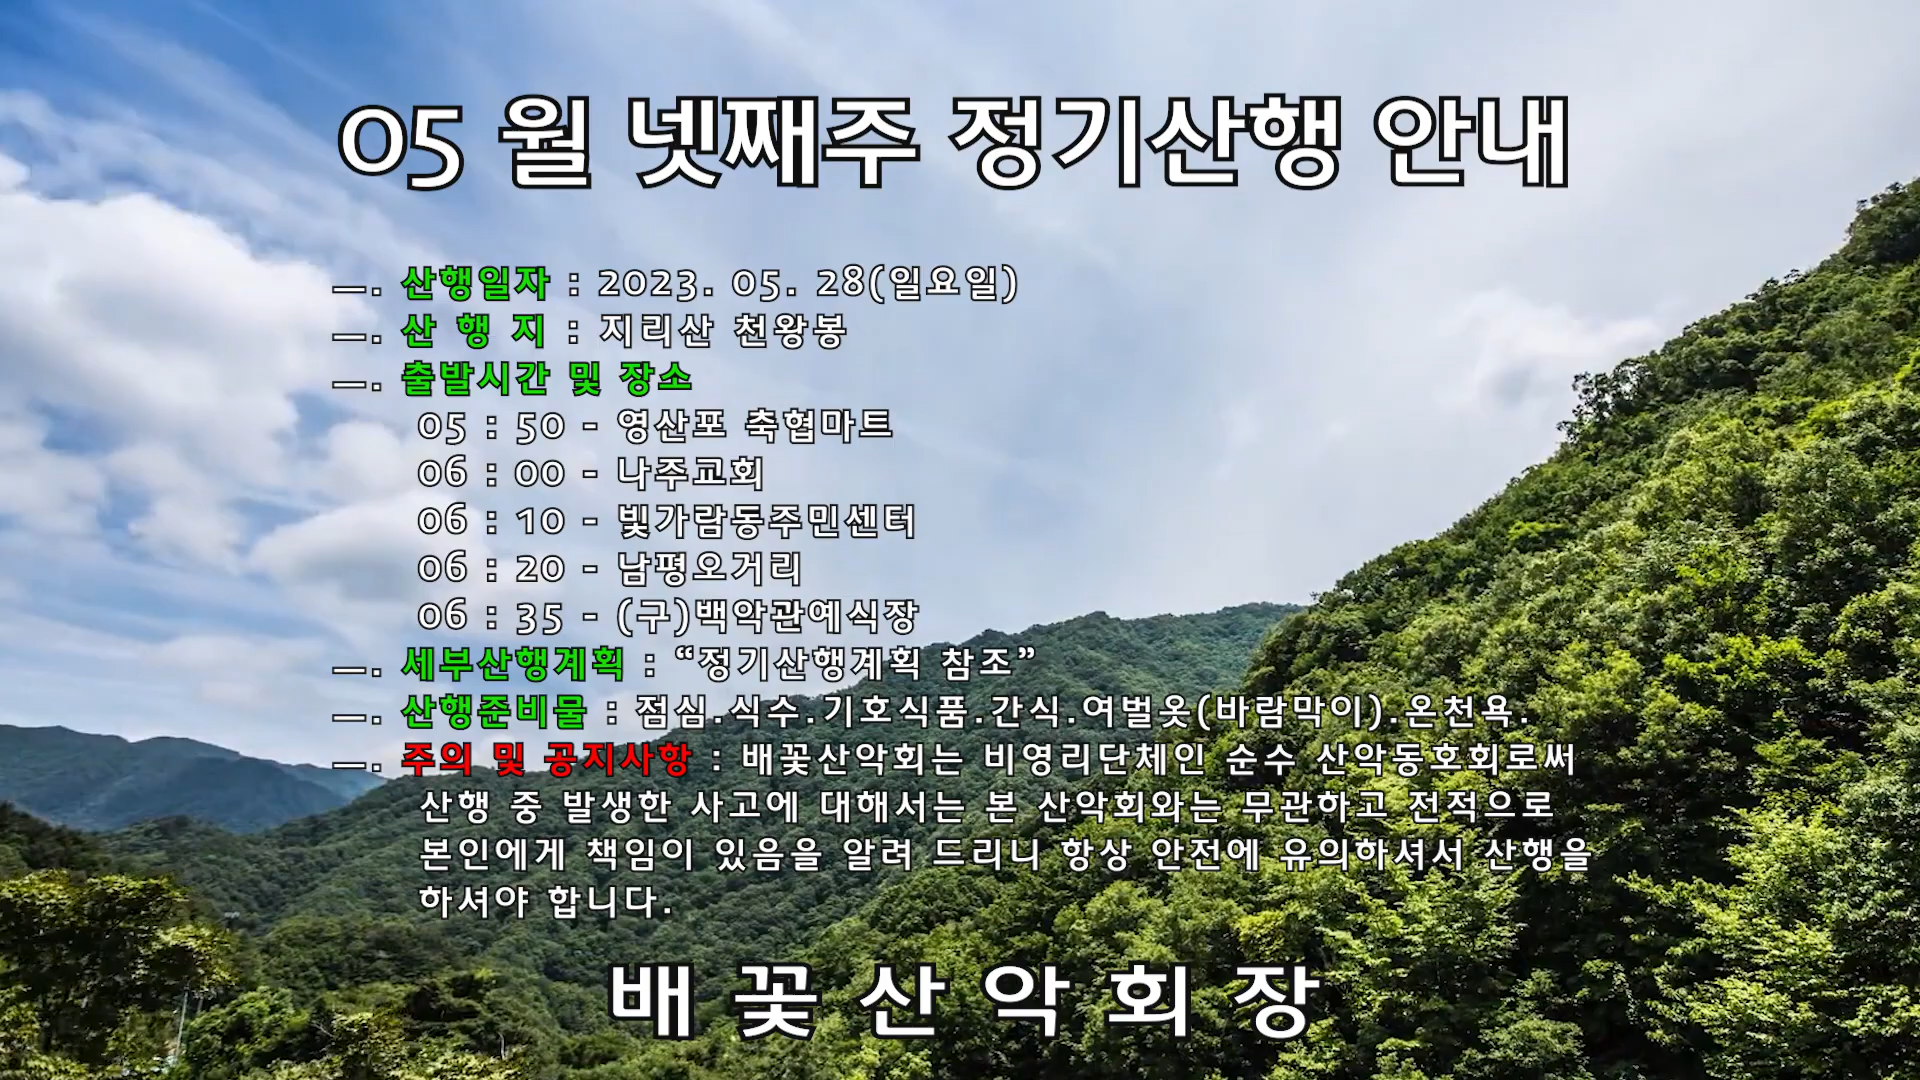 05 월 넷째주 정기산행 안내
一. 산행일자 : 2023. 05. 28(일요일)
一. 산 행 지 : 지리산 천왕봉
一. 출발시간 및 장소
05 : 50 - 영산포 축협마트
06 : 00 - 나주교회
06 : 10 - 빛가람동주민센터
06 : 20 - 남평오거리
06 : 35 - (구)백악관예식장
一. 세부산행계획 : “정기산행계획 참조”
一. 산행준비물 : 점심.식수.기호식품.간식.여벌옷(바람막이).온천욕.
一. 주의 및 공지사항 : 배꽃산악회는 비영리단체인 순수 산악동호회로써
산행 중 발생한 사고에 대해서는 본 산악회와는 무관하고 전적으로
본인에게 책임이 있음을 알려 드리니 항상 안전에 유의하셔서 산행을
하셔야 합니다.
배 꽃 산 악 회 장